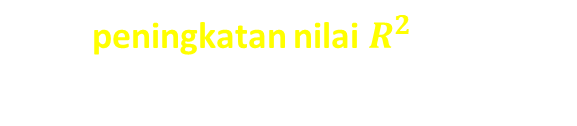 peningkatan nilai R²